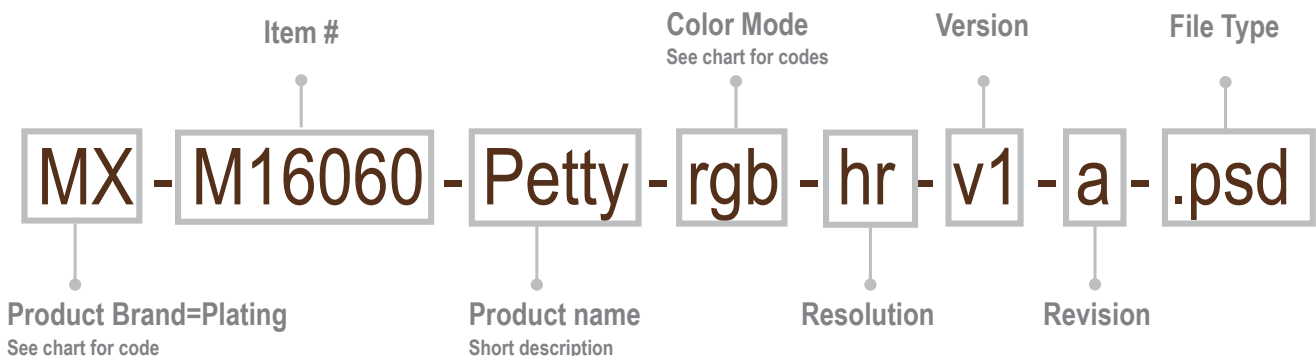 Item #
Color Mode
See chart for codes
Version
File Type
MX - M16060 - Petty - rgb - hr - v1 - a - .psd
Product Brand=Plating
See chart for code
Product name
Short description
Resolution
Revision